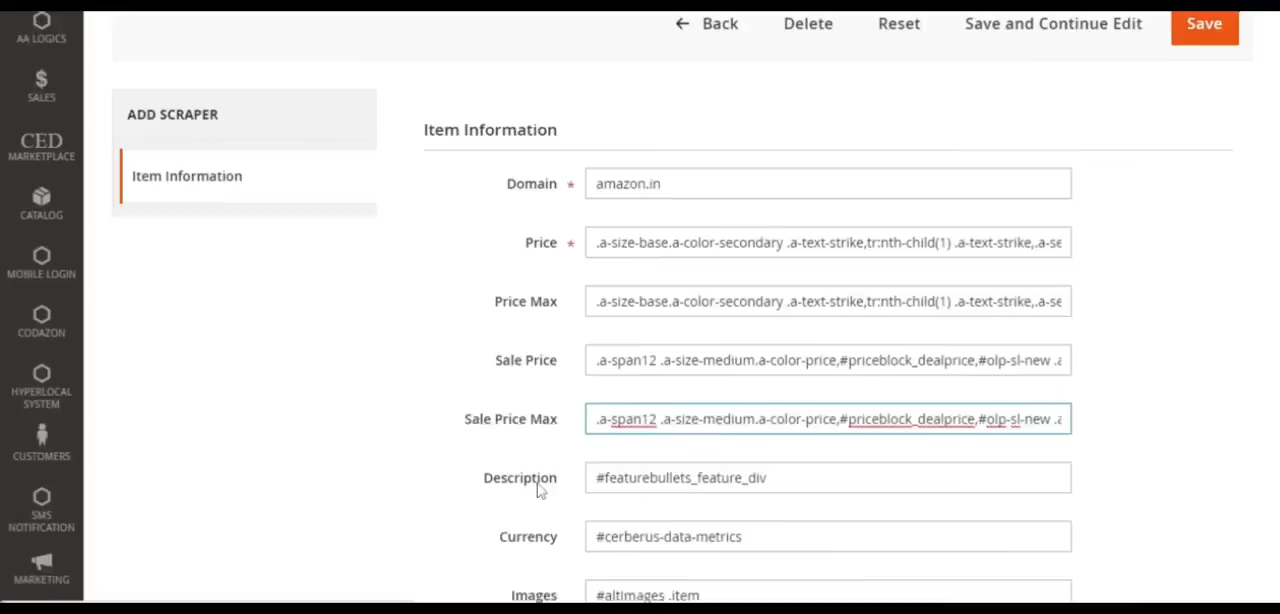 AA LOGICS
SALES
CED
MARKETPLACE
CATALOG
MOBILE LOGIN
CODAZON
HYPERLOCAL
SYSTEM
CUSTOMERS
SMS
NOTIFICATION
MARKETING
Back Delete Reset Save and Continue Edit Save
ADD SCRAPER
Item Information
Item Information
Domain * amazon.in
Price * .a-size-base.a-color-secondary .a-text-strike,tr:nth-child(1) .a-text-strike,.a-se
Price Max .a-size-base.a-color-secondary .a-text-strike,tr:nth-child(1) .a-text-strike,.a-se
Sale Price .a-span12 .a-size-medium.a-color-price,#priceblock_dealprice,#olp-sl-new .a
Sale Price Max .a-span12 .a-size-medium.a-color-price,#priceblock_dealprice,#olp-sl-new .a
Description #featurebullets_feature_div
Currency #cerberus-data-metrics
Images #altImages .item